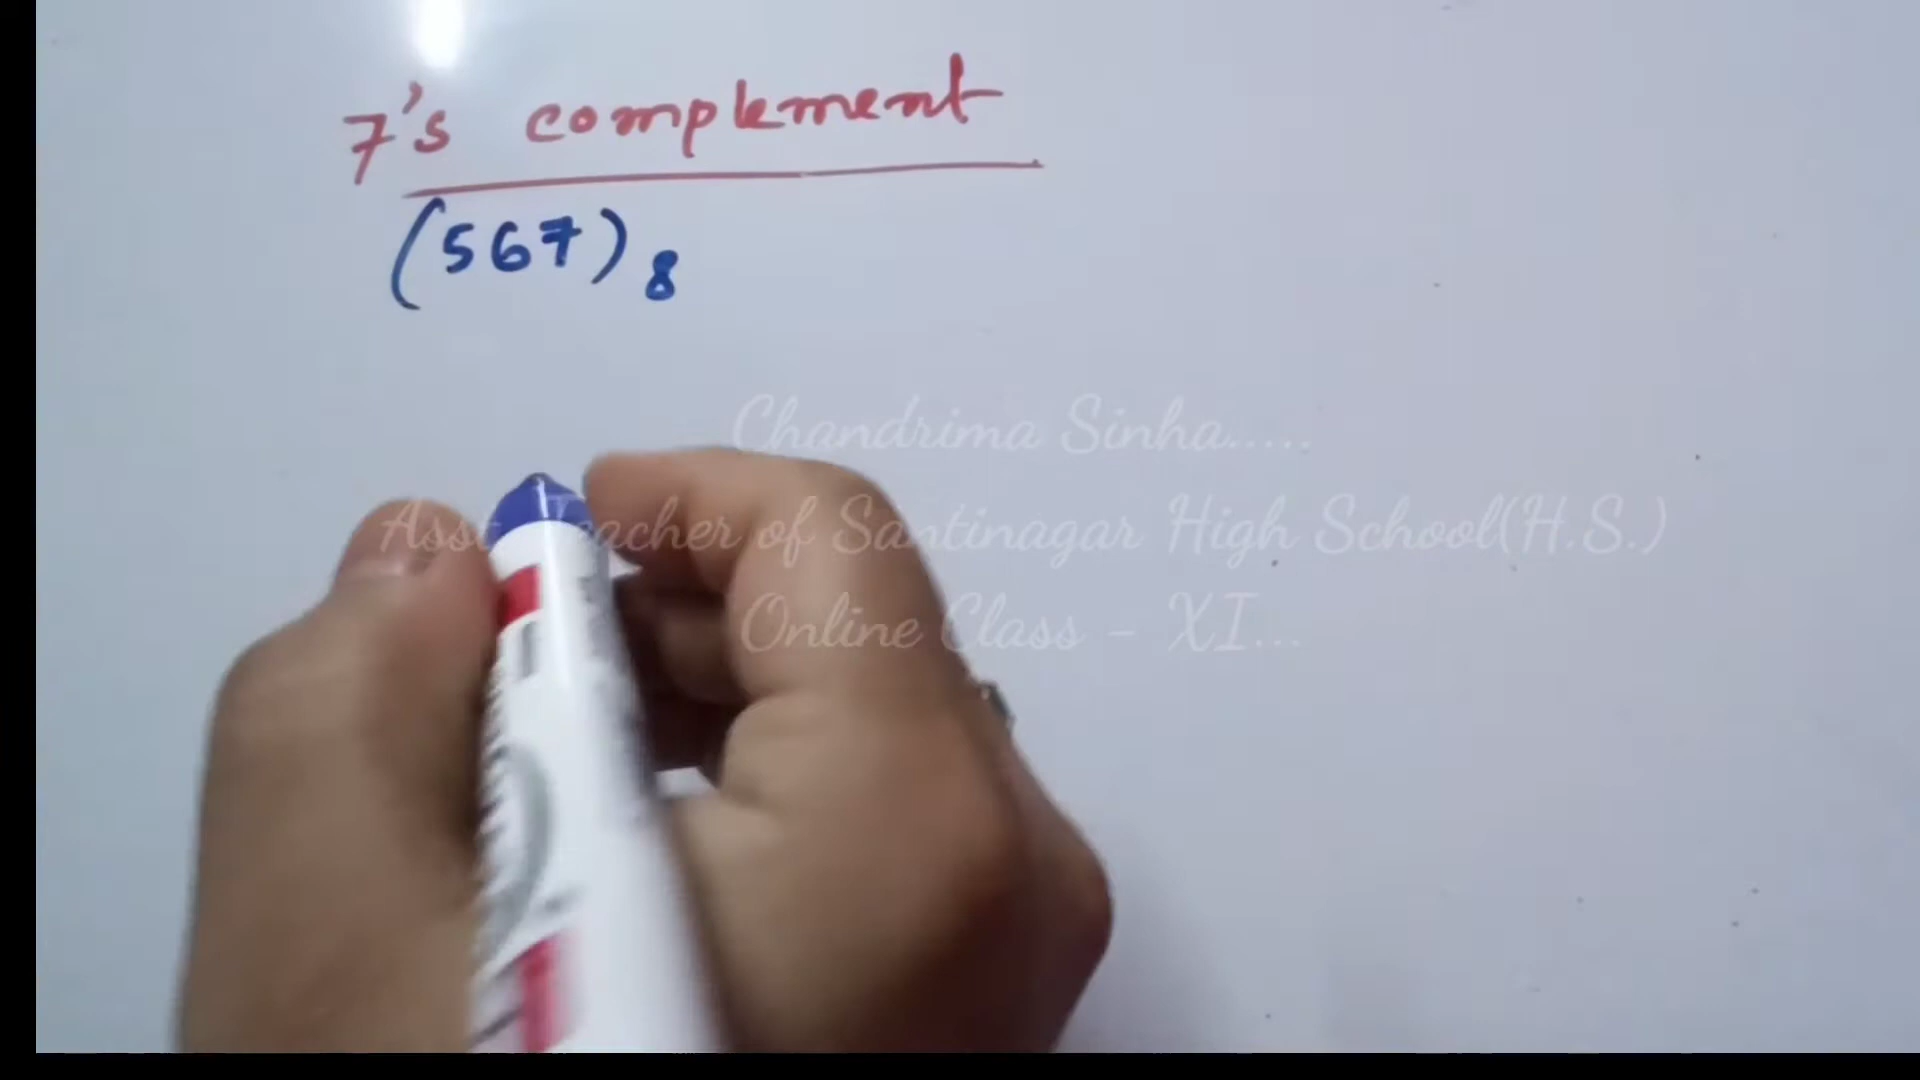 7's complement
(567)8
Chandrima Sinha.....
Asst. Teacher of Santinagar High School(H.S.)
Online Class - XI...